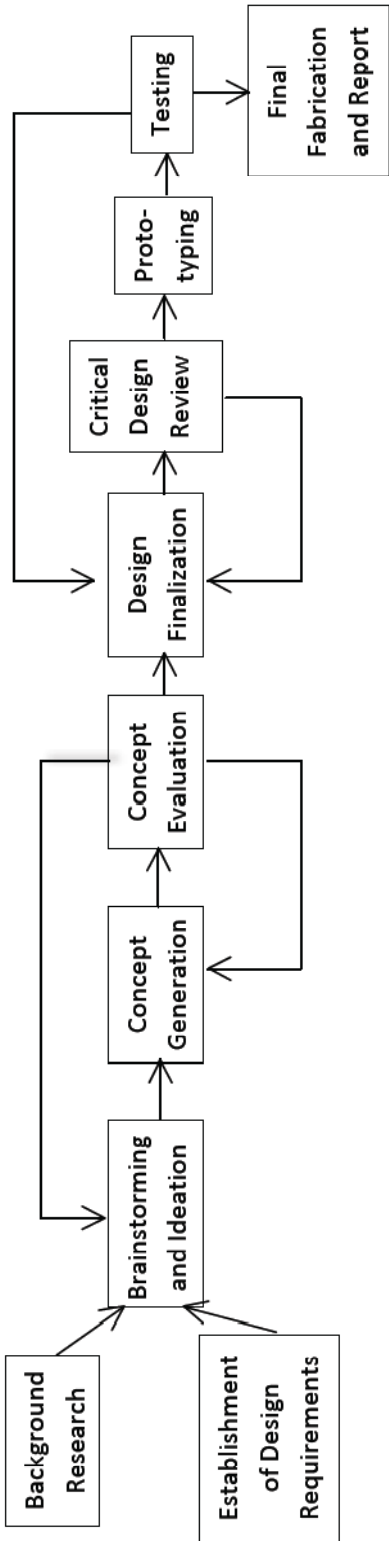 Background
Research
Establishment
of Design
Requirements
Brainstorming
and Ideation
Concept
Generation
Concept
Evaluation
Design
Finalization
Critical
Design
Review
Proto-
typing
Testing
Final
Fabrication
and Report